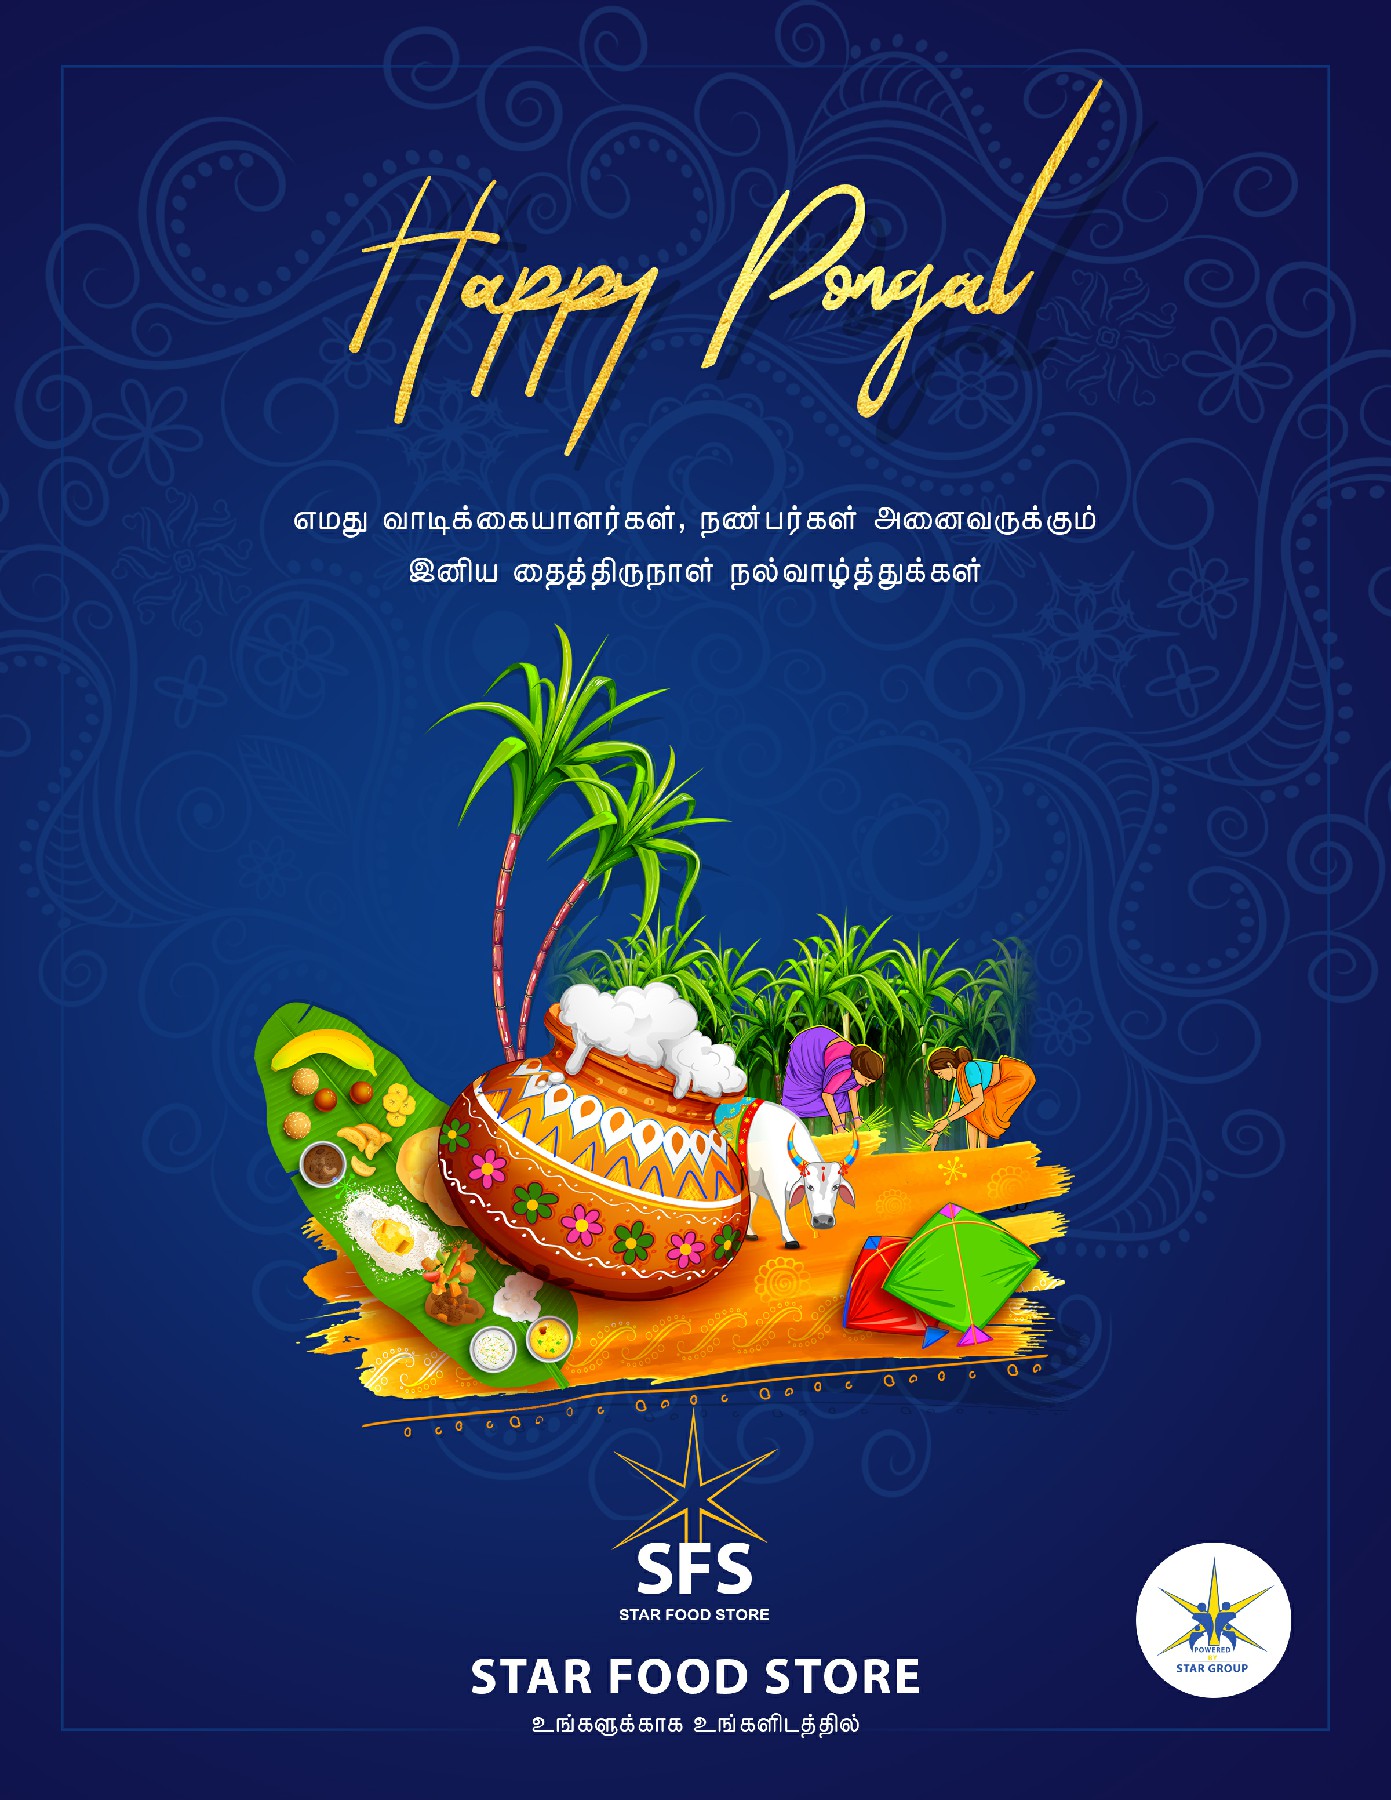 Happy Pongal
எமது வாடிக்கையாளர்கள், நண்பர்கள் அனைவருக்கும்
இனிய தைத்திருநாள் நல்வாழ்த்துக்கள்
SFS
STAR FOOD STORE
STAR FOOD STORE
உங்களுக்காக உங்களிடத்தில்
POWERED
BY
STAR GROUP